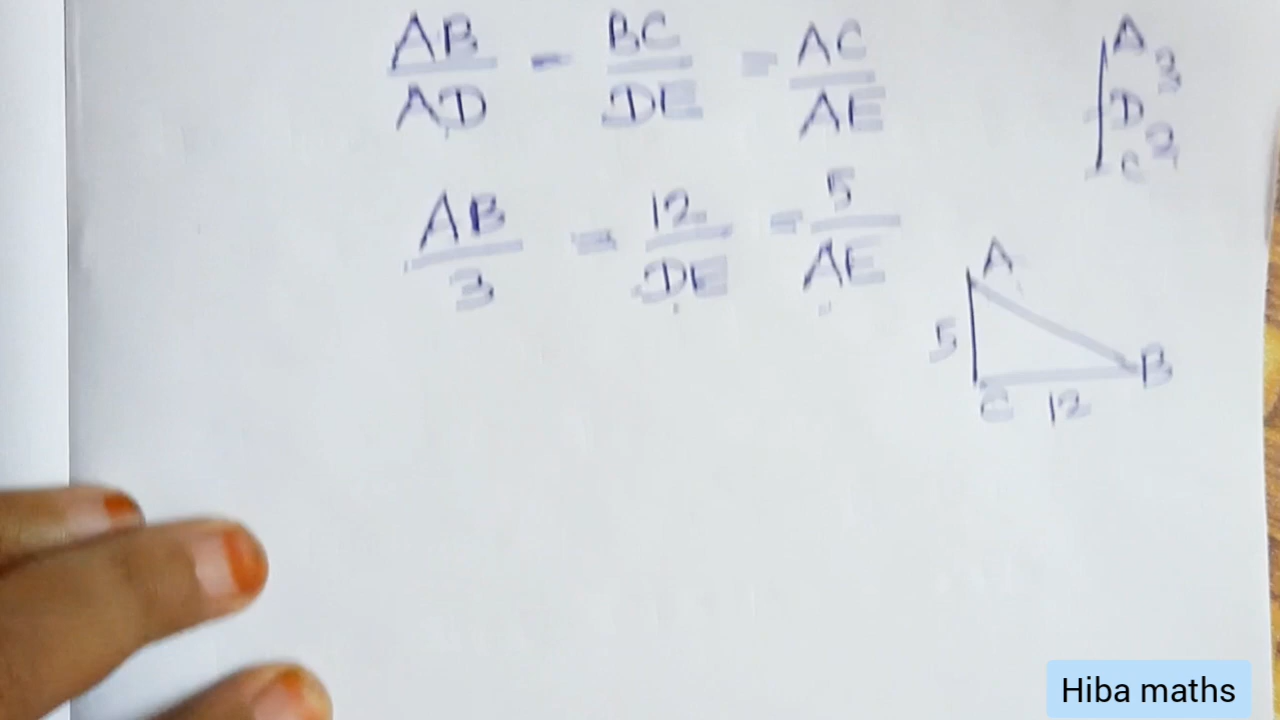 AB/AD = BC/DE = AC/AE
AB/3 = 12/DE = 5/AE
A
3
D
2
C
A
5
B
C 12
Hiba maths